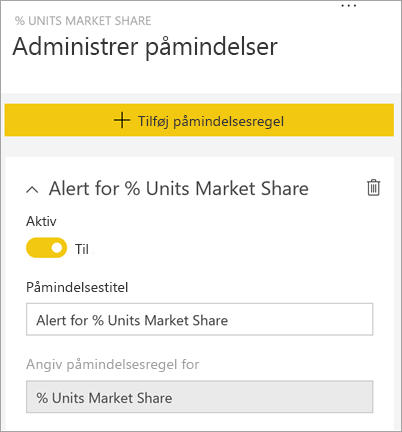 % UNITS MARKET SHARE
Administrer påmindelser
Tilføj påmindelsesregel
Alert for % Units Market Share
Aktiv
Til
Påmindelsestitel
Alert for % Units Market Share
Angiv påmindelsesregel for
% Units Market Share